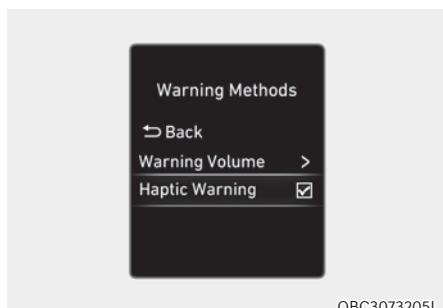 Warning Methods
Back
Warning Volume >
Haptic Warning
OBC3073205L